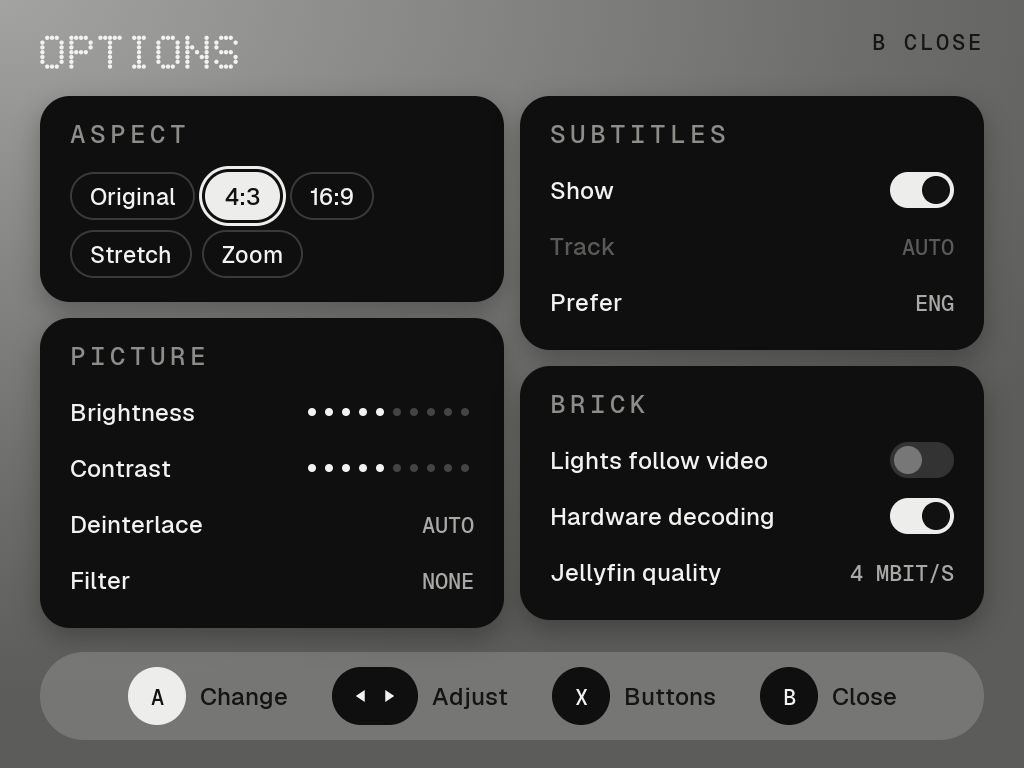 OPTIONS
B CLOSE
ASPECT
Original 4:3 16:9
Stretch Zoom
PICTURE
Brightness
Contrast
Deinterlace AUTO
Filter NONE
SUBTITLES
Show
Track AUTO
Prefer ENG
BRICK
Lights follow video
Hardware decoding
Jellyfin quality 4 MBIT/S
A Change Adjust X Buttons B Close